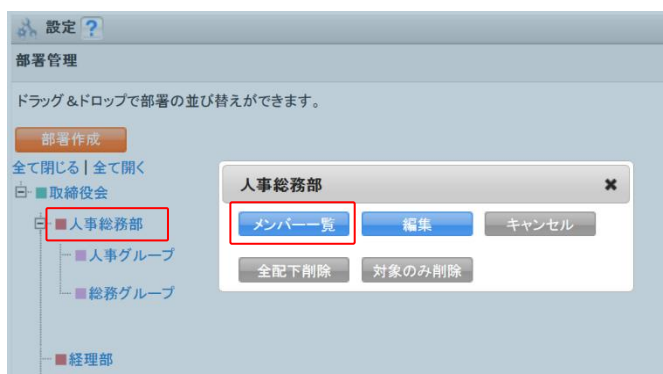 設定 ?
部署管理
ドラッグ&ドロップで部署の並び替えができます。
部署作成
全て閉じる | 全て開く
取締役会
人事総務部
人事グループ
総務グループ
経理部
人事総務部 ✖
メンバー一覧 編集 キャンセル
全配下削除 対象のみ削除